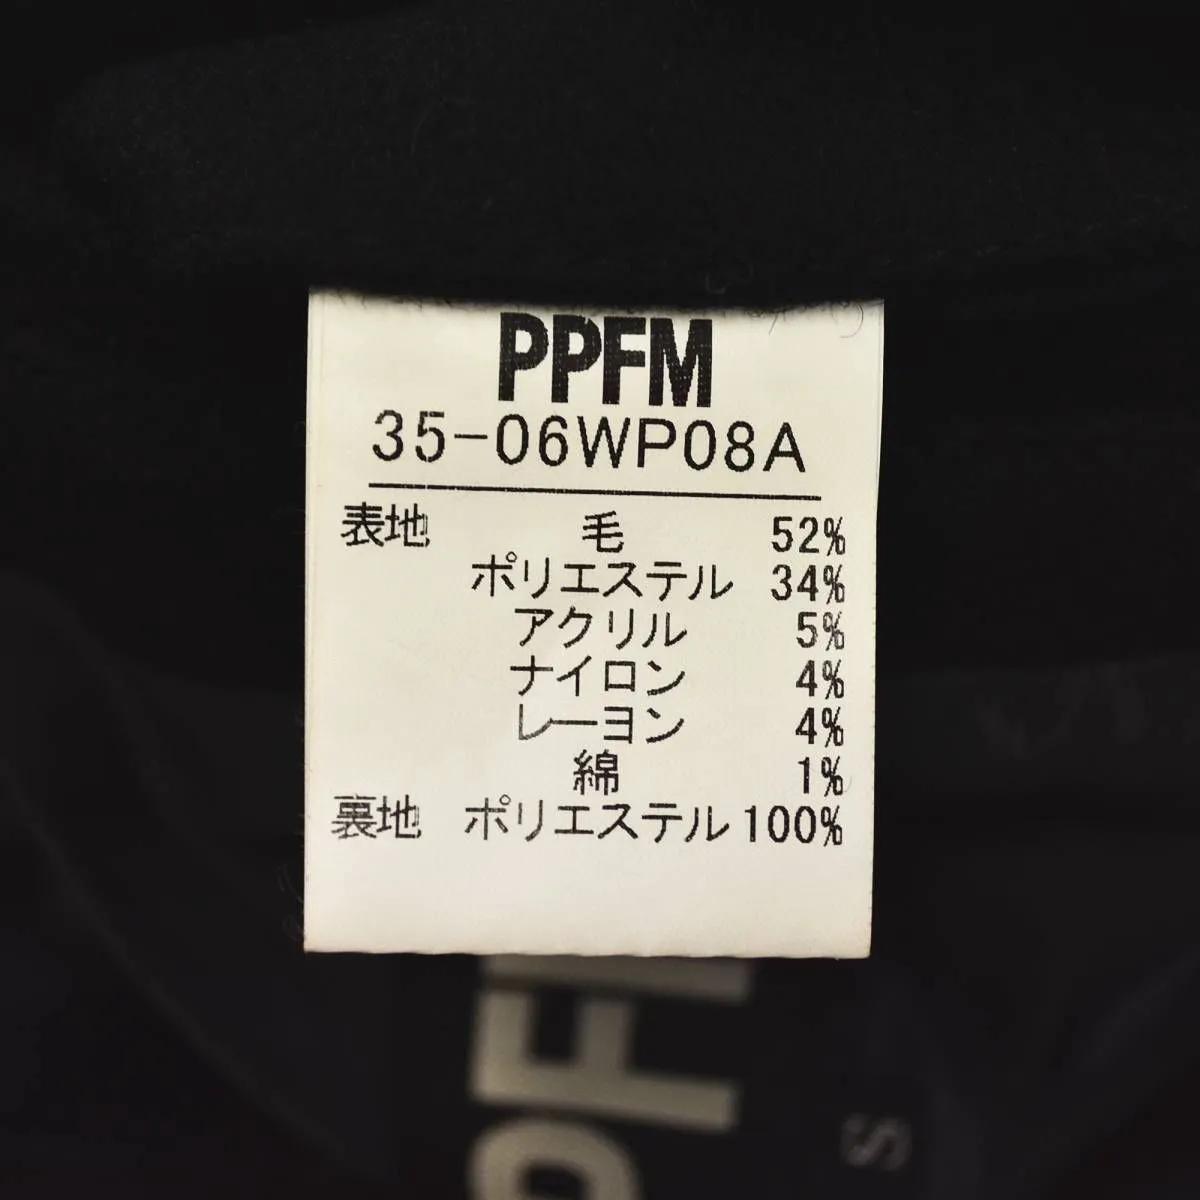 PPFM
35-06WP08A
表地 毛 52%
ポリエステル 34%
アクリル 5%
ナイロン 4%
レーヨン 4%
綿 1%
裏地 ポリエステル 100%
PFM
S